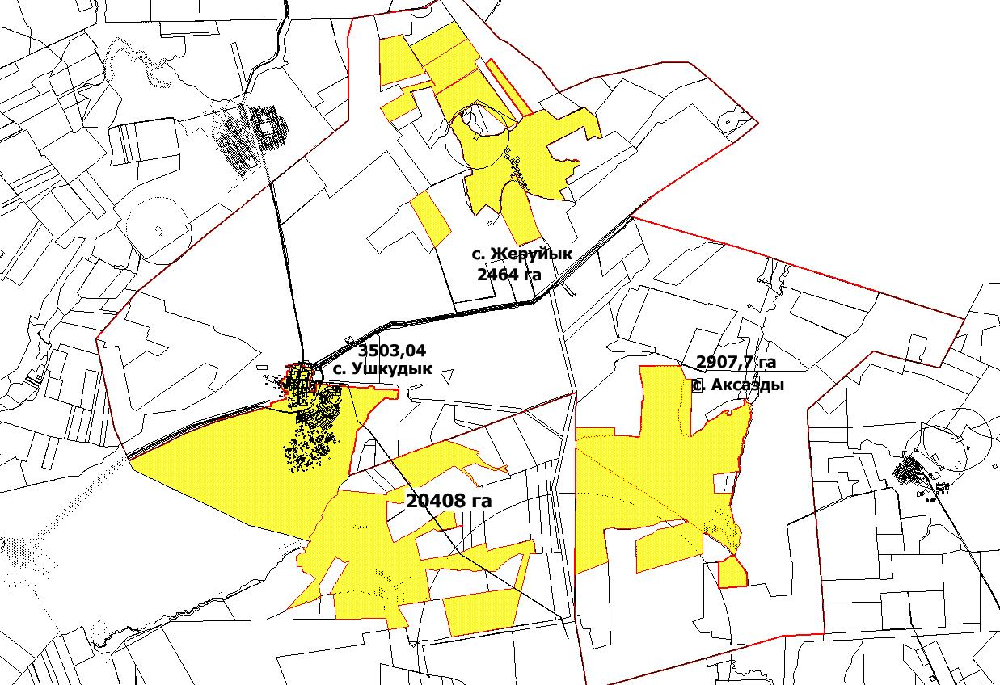 с. Жеруйык
2464 га
3503,04
с. Ушкудык
2907,7 га
с. Аксазды
20408 га